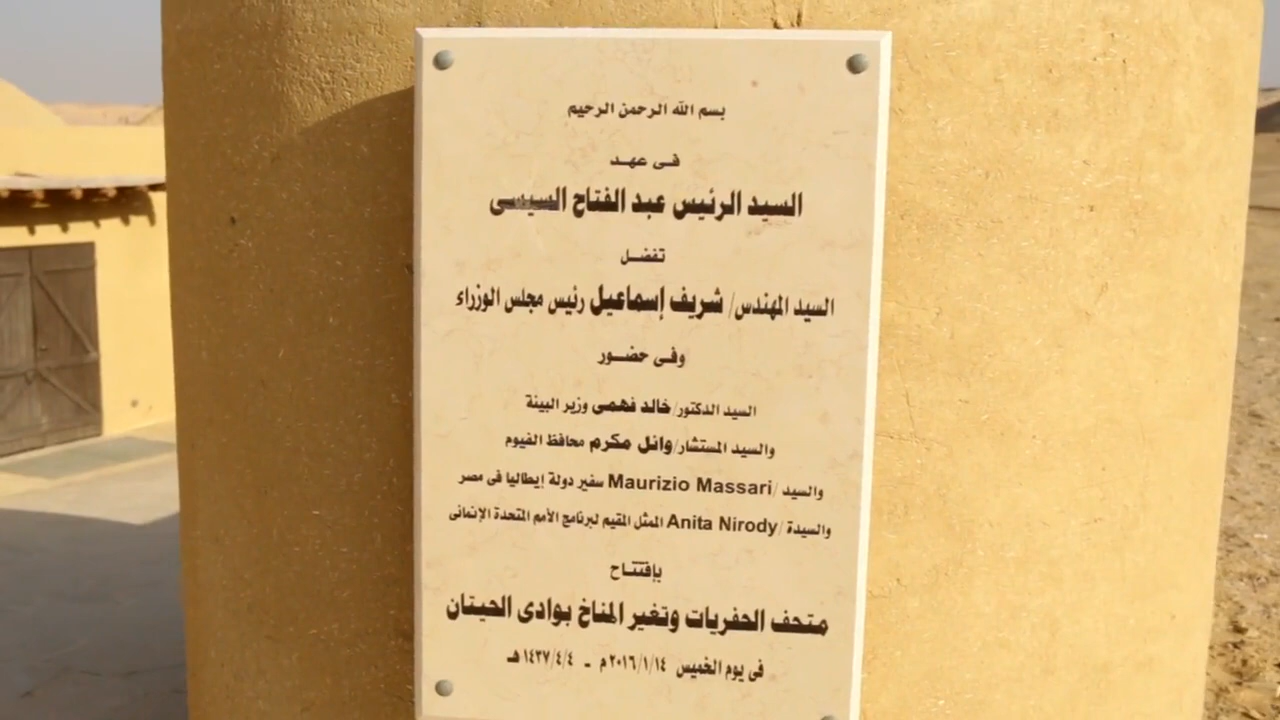 بسم الله الرحمن الرحيم
فى عهد
السيد الرئيس عبد الفتاح السيسى
تفضل
السيد المهندس/ شريف إسماعيل رئيس مجلس الوزراء
وفى حضور
السيد الدكتور/خالد فهمى وزير البيئة
والسيد المستشار/وائل مكرم محافظ الفيوم
والسيد /Maurizio Massari سفير دولة إيطاليا فى مصر
والسيدة /Anita Nirody الممثل المقيم لبرنامج الأمم المتحدة الإنمائى
بإفتتاح
متحف الحفريات وتغير المناخ بوادى الحيتان
فى يوم الخميس ٢٠١٦/١/١٤ م - ١٤٣٧/٤/٤ هـ